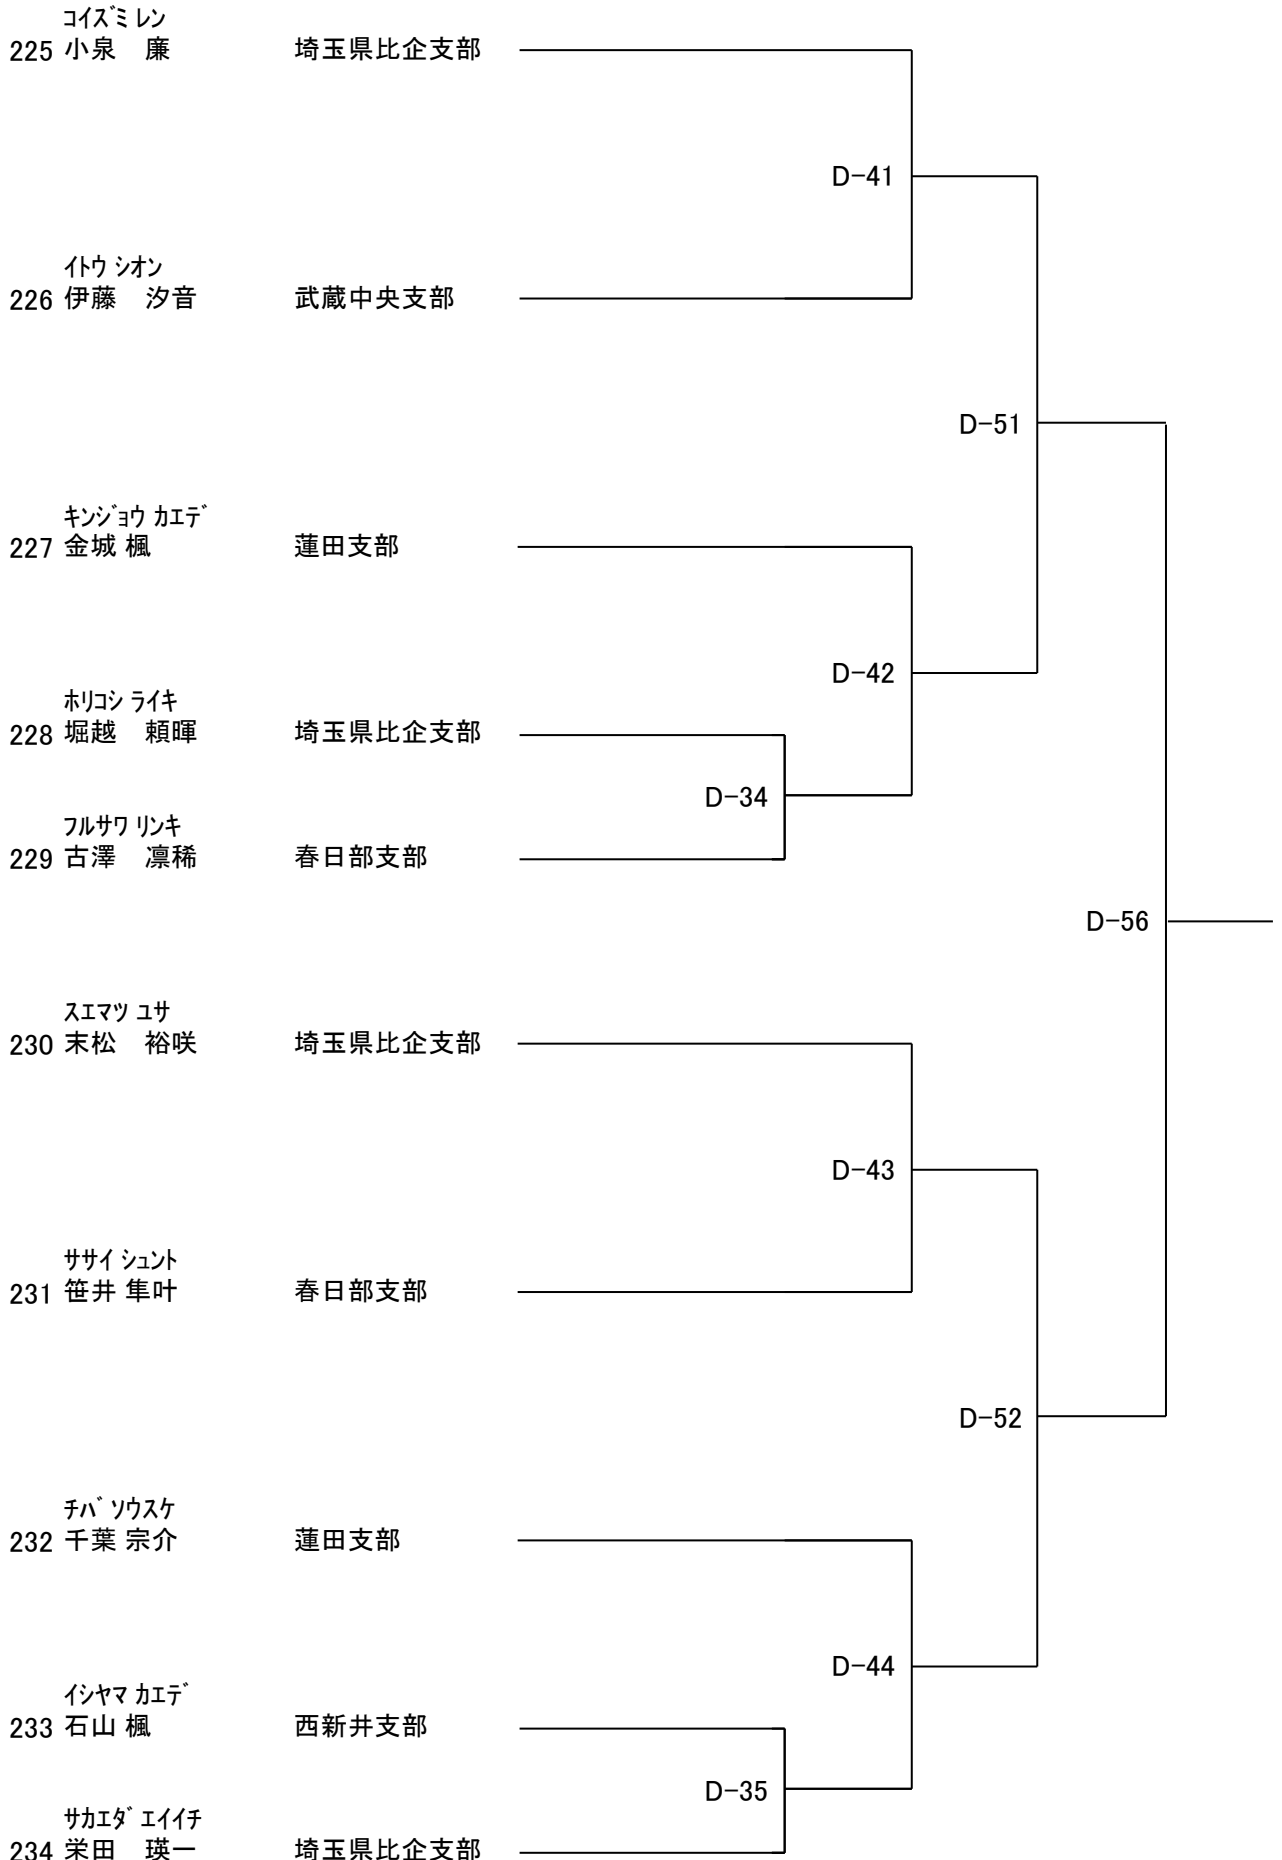 コイズミ レン
225 小泉　廉 埼玉県比企支部
D-41
イトウ シオン
226 伊藤　汐音 武蔵中央支部
D-51
キンジョウ カエデ
227 金城 楓 蓮田支部
D-42
ホリコシ ライキ
228 堀越　頼暉 埼玉県比企支部
D-34
フルサワ リンキ
229 古澤　凛稀 春日部支部
D-56
スエマツ ユサ
230 末松　裕咲 埼玉県比企支部
D-43
ササイ シュント
231 笹井 隼叶 春日部支部
D-52
チバ ソウスケ
232 千葉 宗介 蓮田支部
D-44
イシヤマ カエデ
233 石山 楓 西新井支部
D-35
サカエダ エイイチ
234 栄田　瑛一 埼玉県比企支部